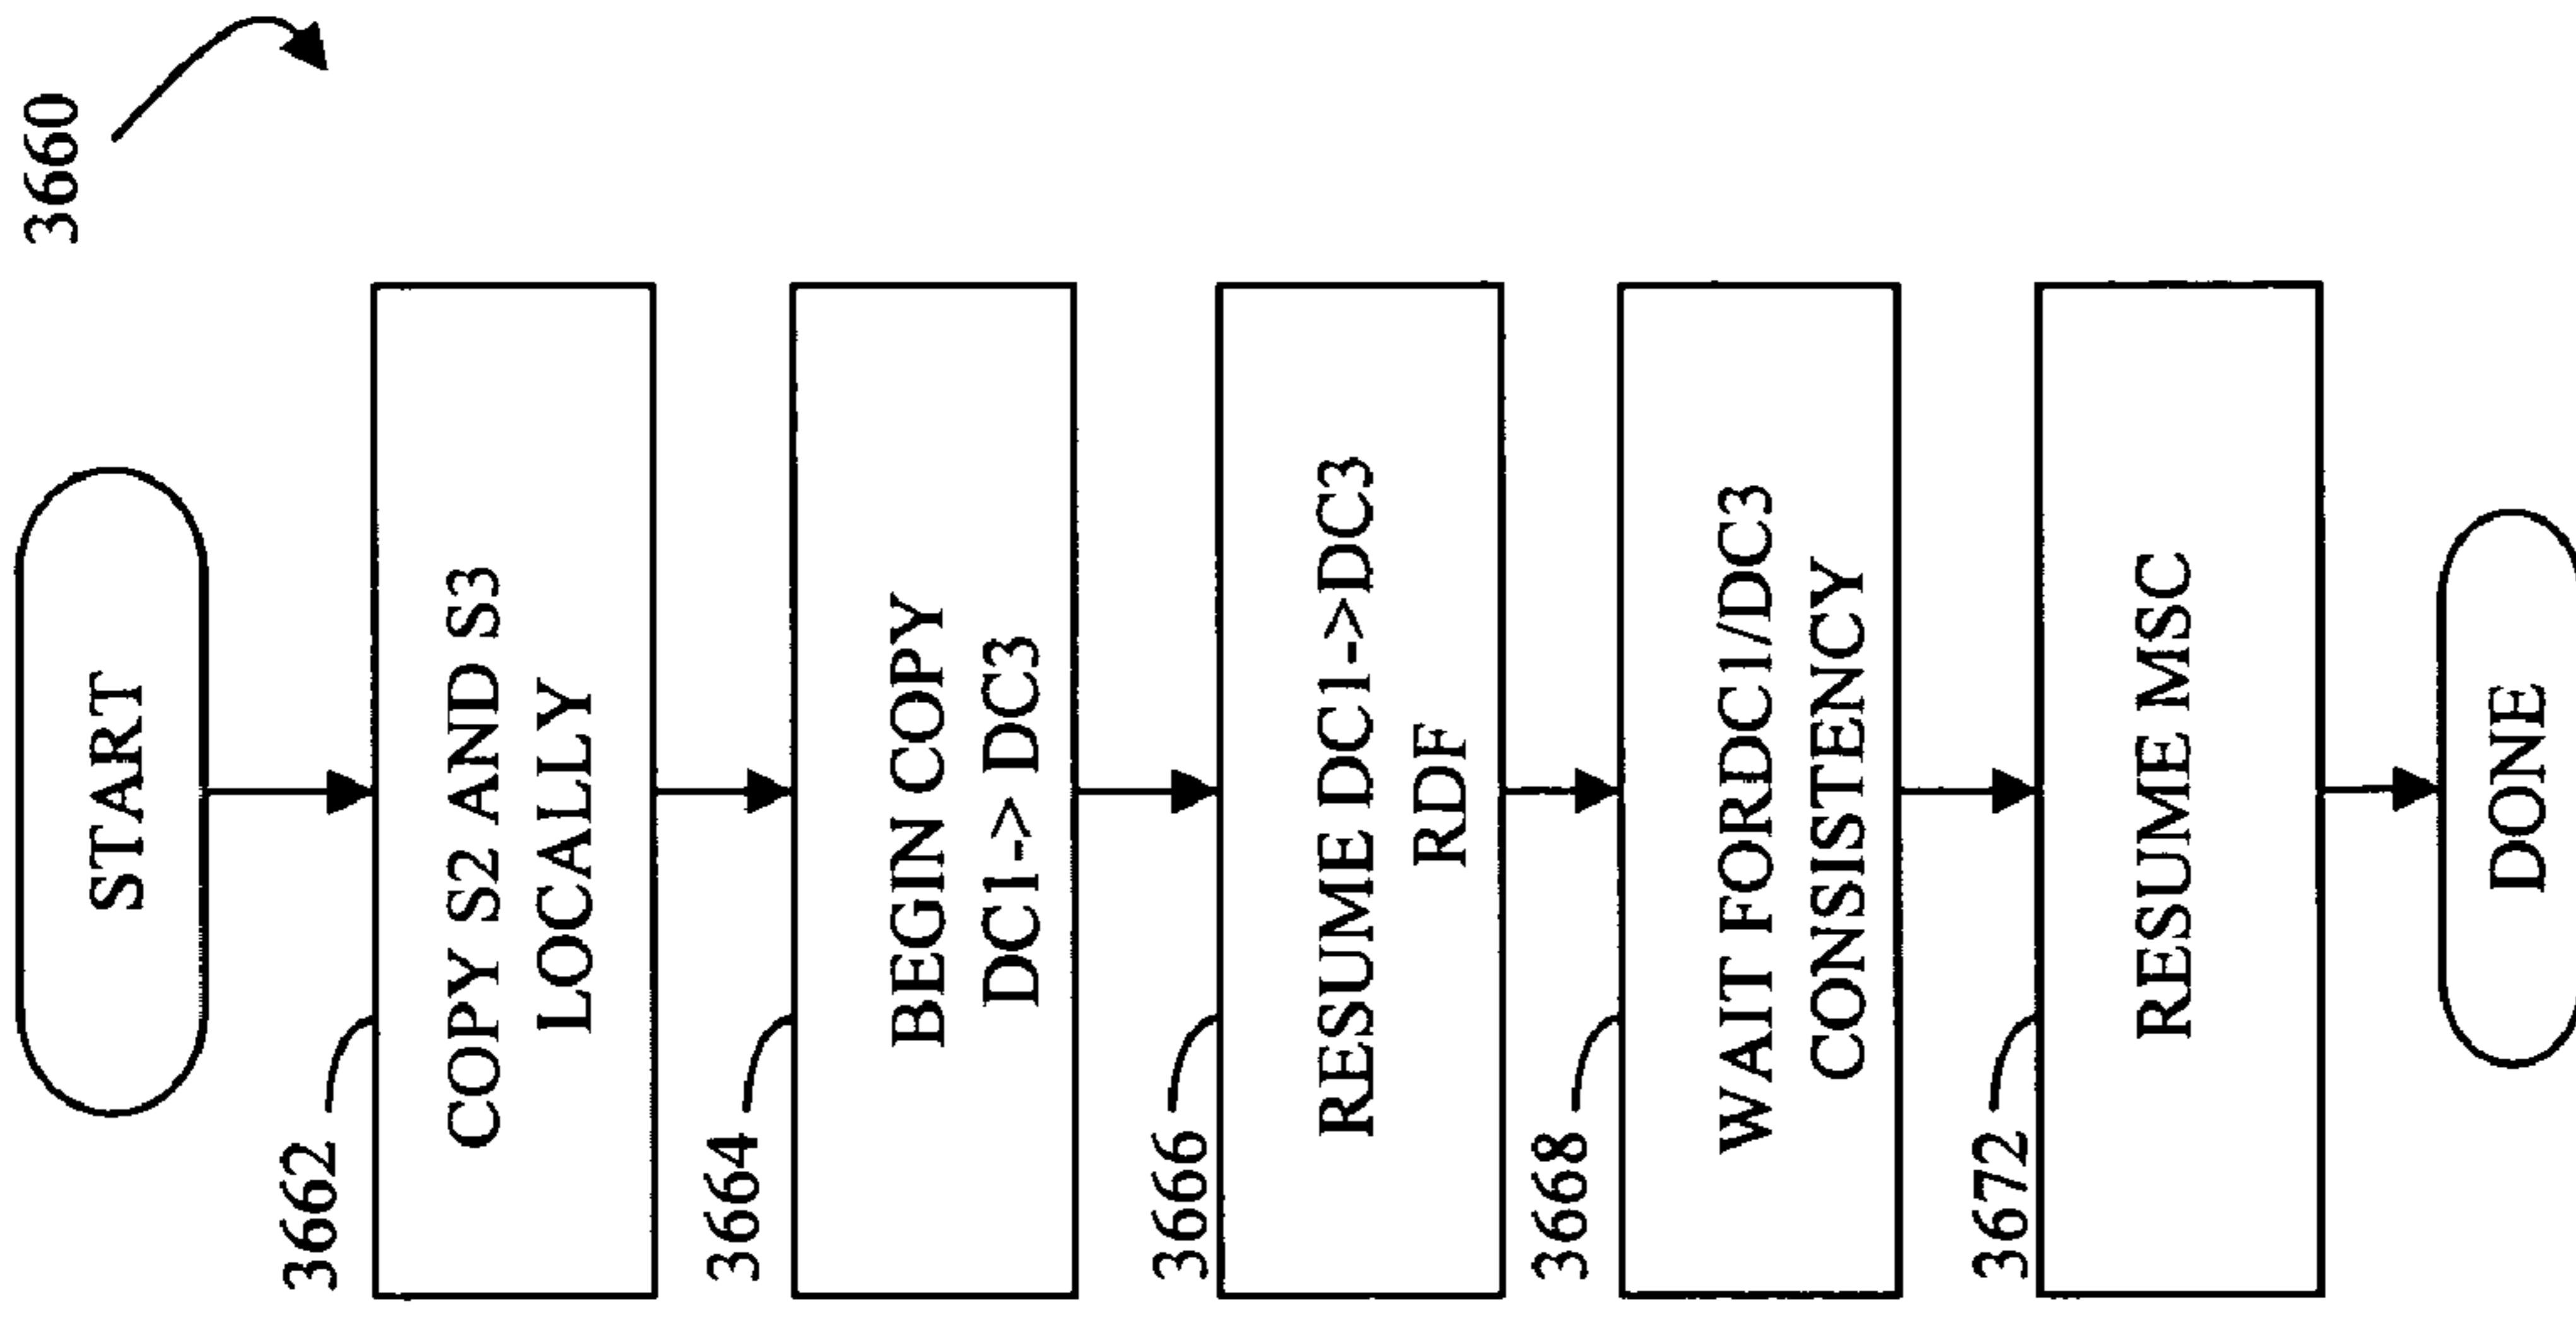 3660
START
3662
COPY S2 AND S3
LOCALLY
3664
BEGIN COPY
DC1-> DC3
3666
RESUME DC1->DC3
RDF
3668
WAIT FORDC1/DC3
CONSISTENCY
3672
RESUME MSC
DONE